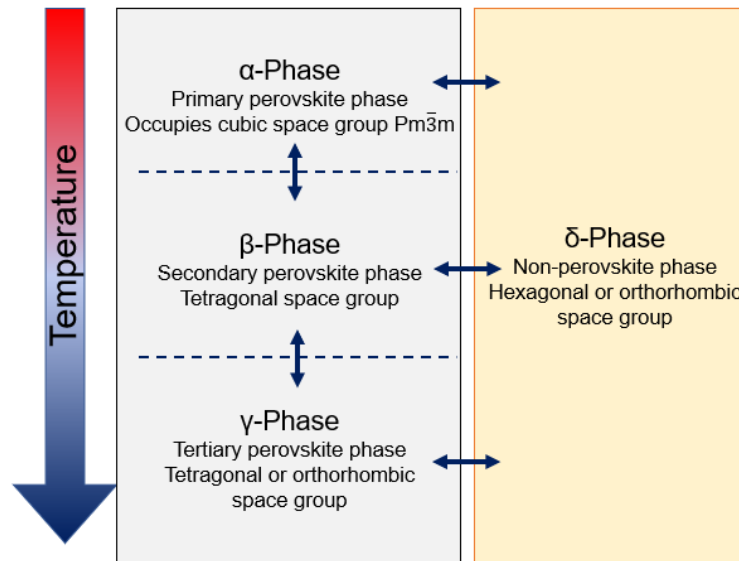 Temperature
α-Phase
Primary perovskite phase
Occupies cubic space group Pm3̅m
β-Phase
Secondary perovskite phase
Tetragonal space group
γ-Phase
Tertiary perovskite phase
Tetragonal or orthorhombic
space group
δ-Phase
Non-perovskite phase
Hexagonal or orthorhombic
space group